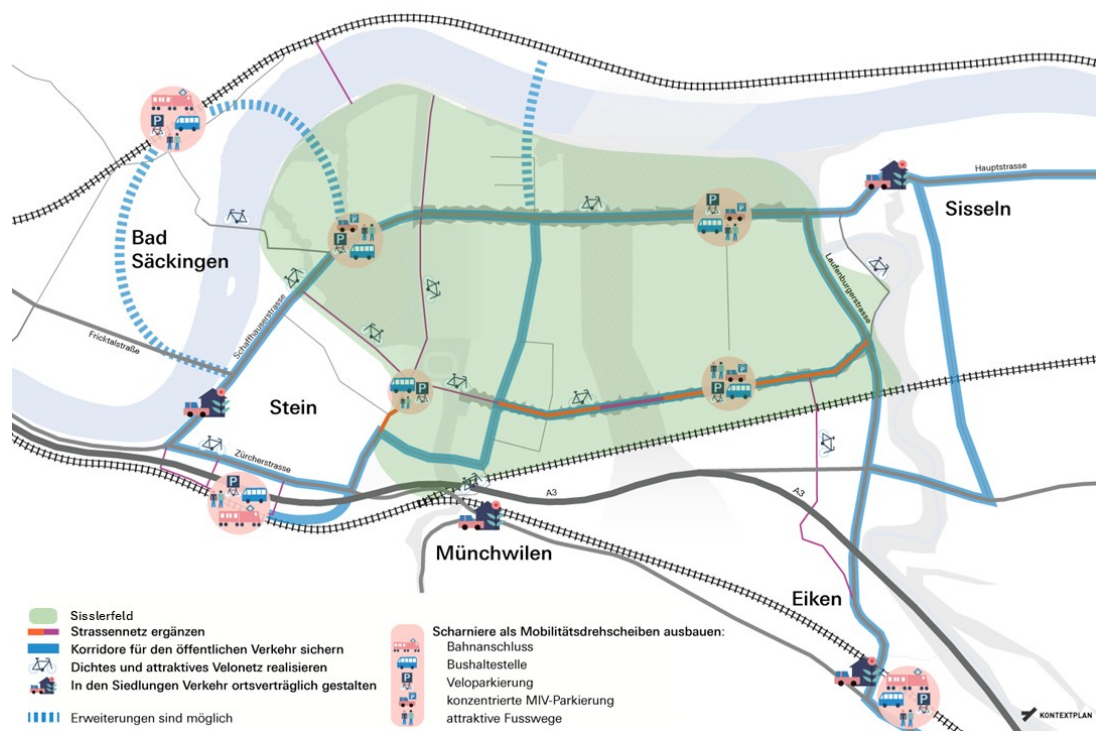 Hauptstrasse
Sisseln
Bad
Säckingen
Laufenburgerstrasse
Schaffhauserstrasse
Fricktalstraße
Stein
Zürcherstrasse
A3
A3
Münchwilen
Eiken
Sisslerfeld
Strassennetz ergänzen
Korridore für den öffentlichen Verkehr sichern
Dichtes und attraktives Velonetz realisieren
In den Siedlungen Verkehr ortsverträglich gestalten
Erweiterungen sind möglich
Scharniere als Mobilitätsdrehscheiben ausbauen:
Bahnanschluss
Bushaltestelle
Veloparkierung
konzentrierte MIV-Parkierung
attraktive Fusswege
KONTEXTPLAN
P
P
P
P
P
P
P
P
P
P
P
P